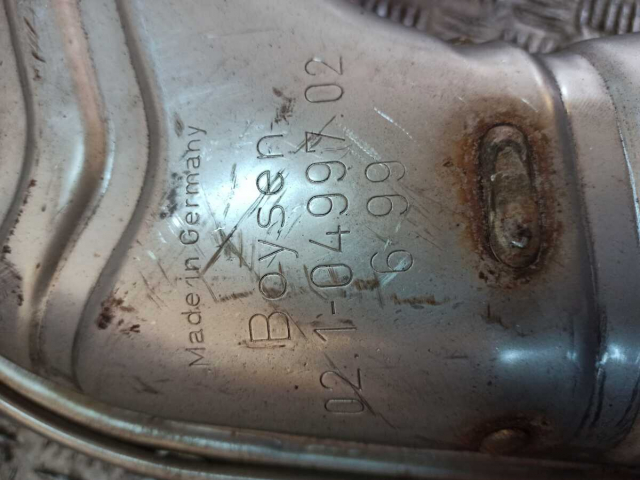 Made in Germany
Boysen
02.1-04997.02
6 99